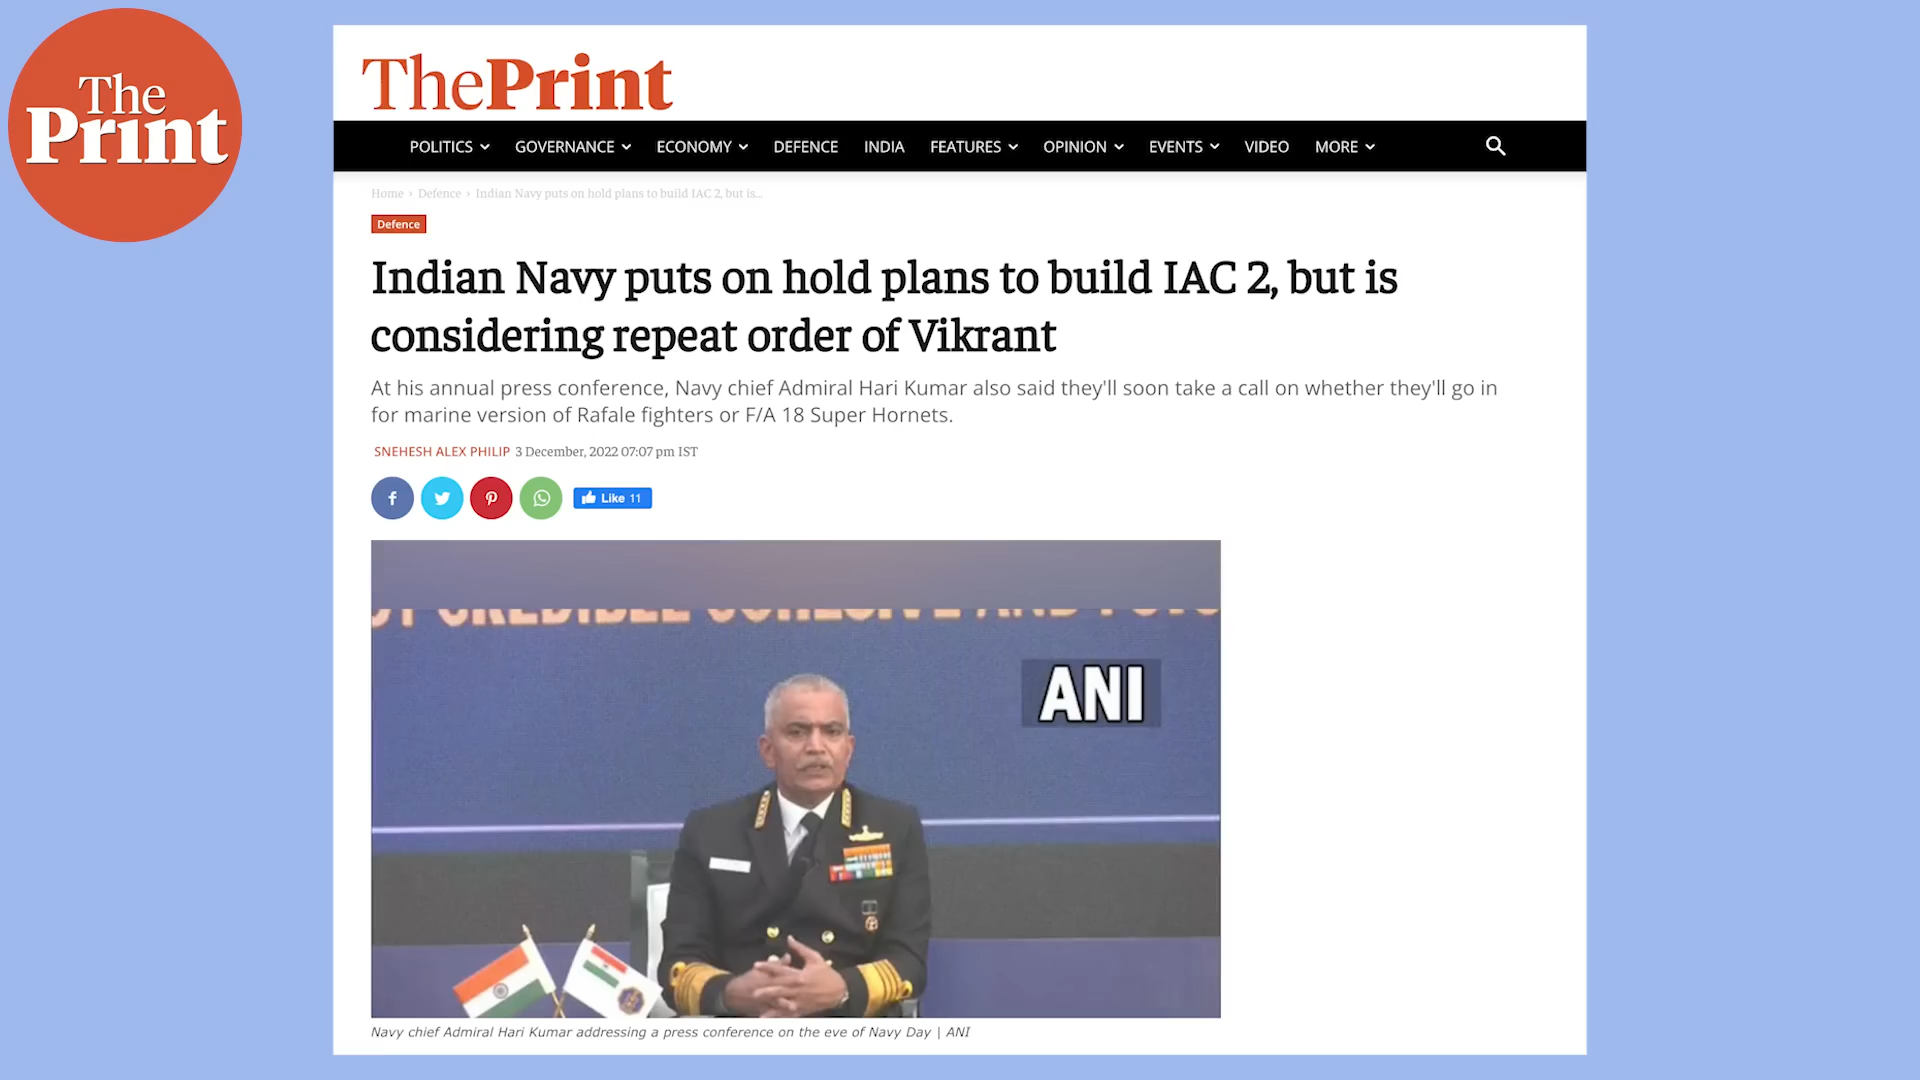 The
Print
ThePrint
POLITICS GOVERNANCE ECONOMY DEFENCE INDIA FEATURES OPINION EVENTS VIDEO MORE
Home › Defence › Indian Navy puts on hold plans to build IAC 2, but is...
Defence
Indian Navy puts on hold plans to build IAC 2, but is
considering repeat order of Vikrant
At his annual press conference, Navy chief Admiral Hari Kumar also said they'll soon take a call on whether they'll go in
for marine version of Rafale fighters or F/A 18 Super Hornets.
SNEHESH ALEX PHILIP 3 December, 2022 07:07 pm IST
Like 11
CREDIBLE COHESIVE AND
ANI
Navy chief Admiral Hari Kumar addressing a press conference on the eve of Navy Day | ANI